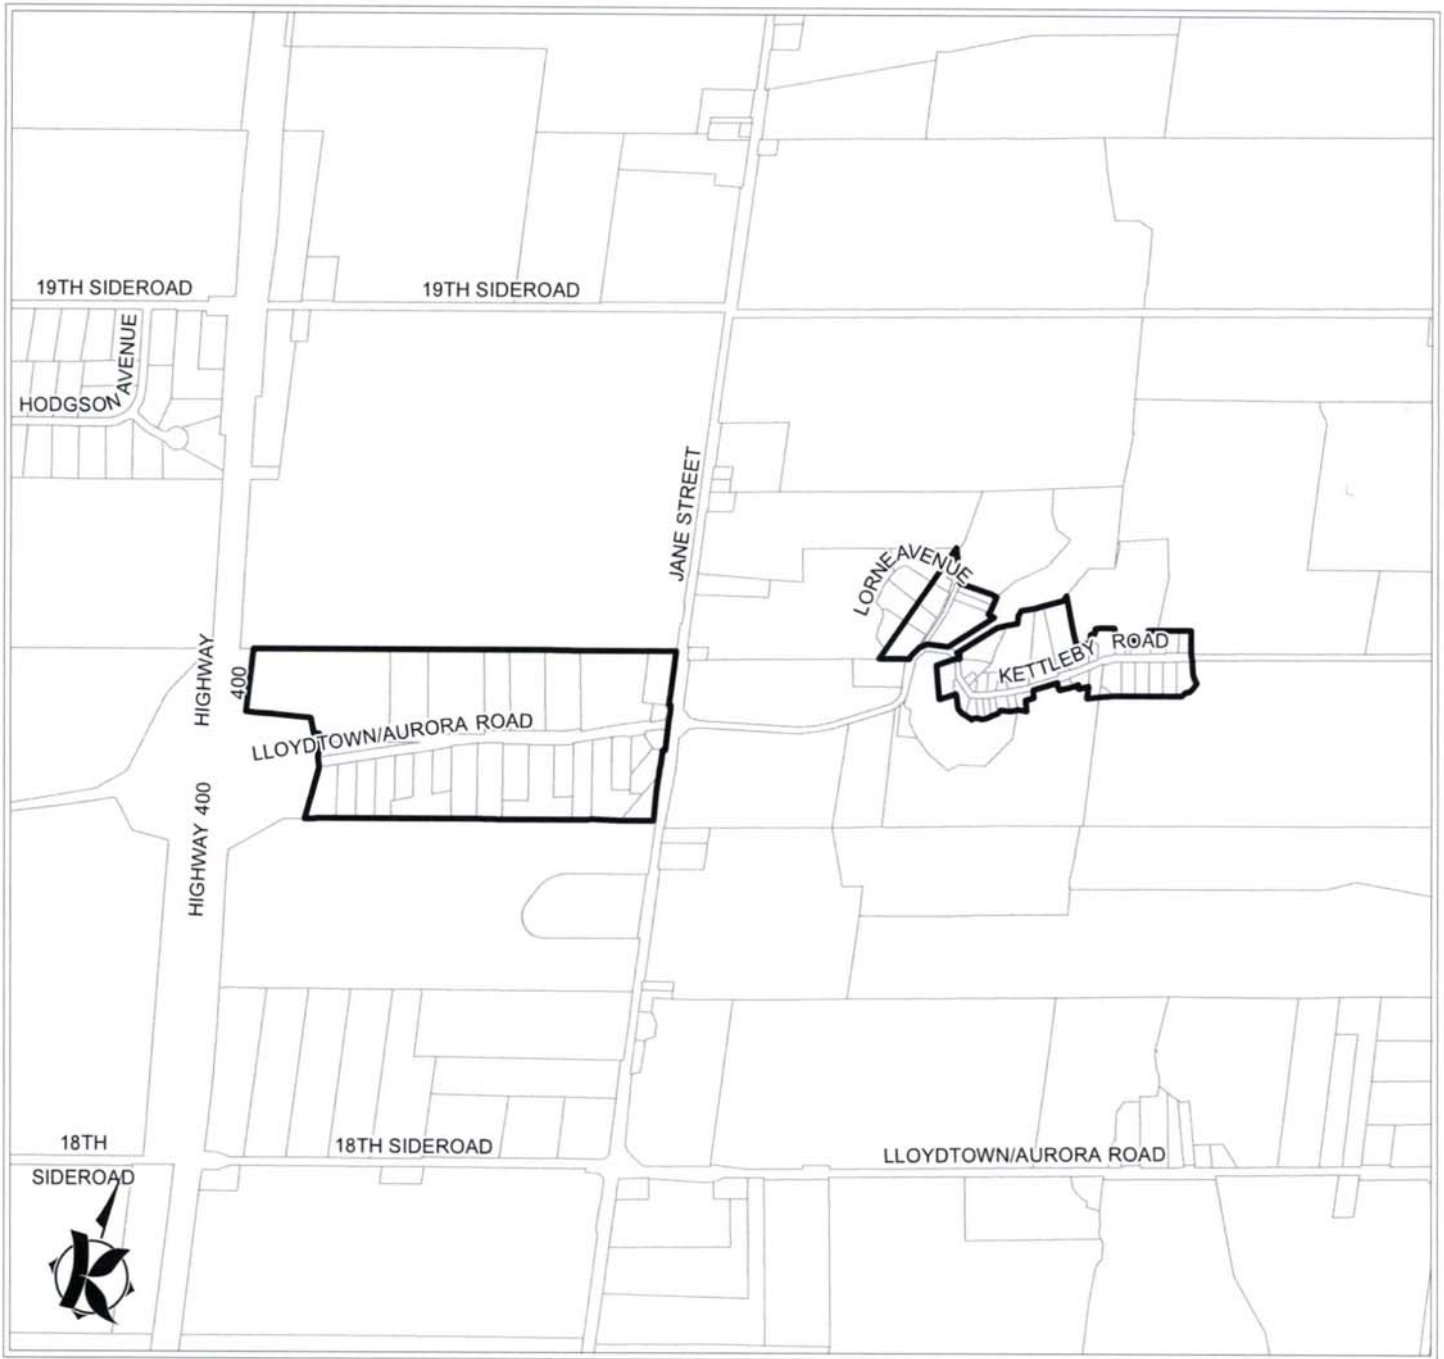 19TH SIDEROAD
19TH SIDEROAD
HODGSON AVENUE
JANE STREET
LORNE AVENUE
HIGHWAY 400
KETTLEBY ROAD
LLOYDTOWN/AURORA ROAD
HIGHWAY 400
18TH SIDEROAD
18TH SIDEROAD
LLOYDTOWN/AURORA ROAD
K